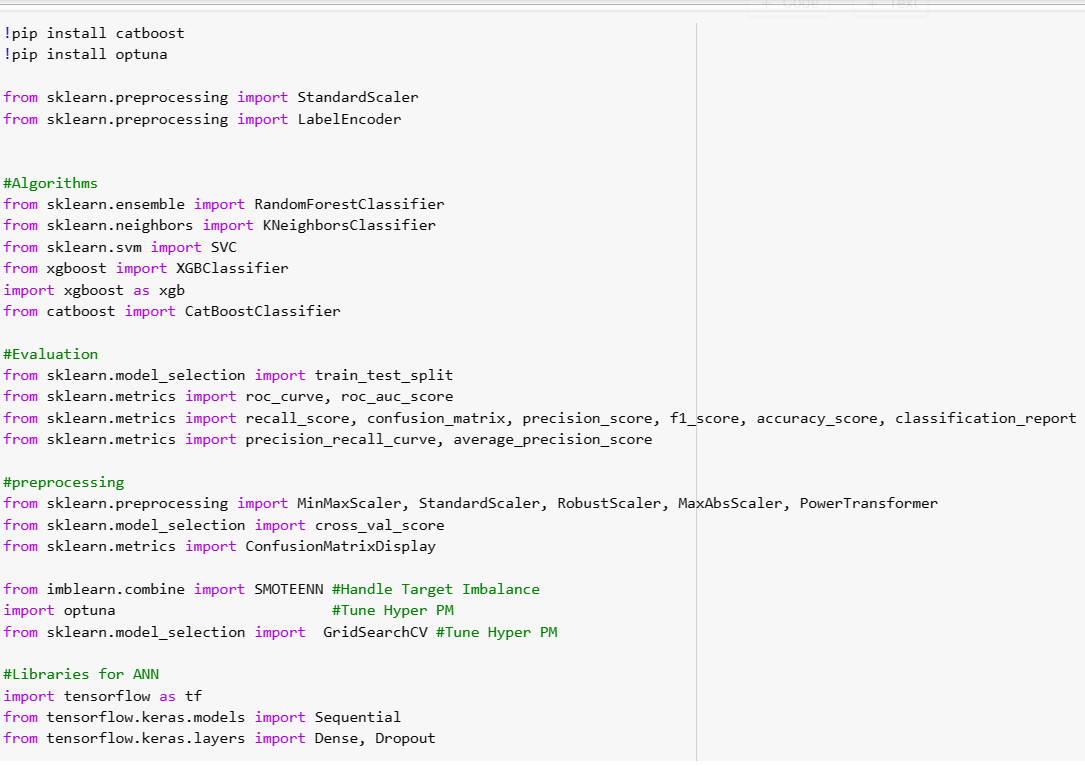 + Code + Text
!pip install catboost
!pip install optuna
from sklearn.preprocessing import StandardScaler
from sklearn.preprocessing import LabelEncoder
#Algorithms
from sklearn.ensemble import RandomForestClassifier
from sklearn.neighbors import KNeighborsClassifier
from sklearn.svm import SVC
from xgboost import XGBClassifier
import xgboost as xgb
from catboost import CatBoostClassifier
#Evaluation
from sklearn.model_selection import train_test_split
from sklearn.metrics import roc_curve, roc_auc_score
from sklearn.metrics import recall_score, confusion_matrix, precision_score, f1_score, accuracy_score, classification_report
from sklearn.metrics import precision_recall_curve, average_precision_score
#preprocessing
from sklearn.preprocessing import MinMaxScaler, StandardScaler, RobustScaler, MaxAbsScaler, PowerTransformer
from sklearn.model_selection import cross_val_score
from sklearn.metrics import ConfusionMatrixDisplay
from imblearn.combine import SMOTEENN #Handle Target Imbalance
import optuna                         #Tune Hyper PM
from sklearn.model_selection import  GridSearchCV #Tune Hyper PM
#Libraries for ANN
import tensorflow as tf
from tensorflow.keras.models import Sequential
from tensorflow.keras.layers import Dense, Dropout